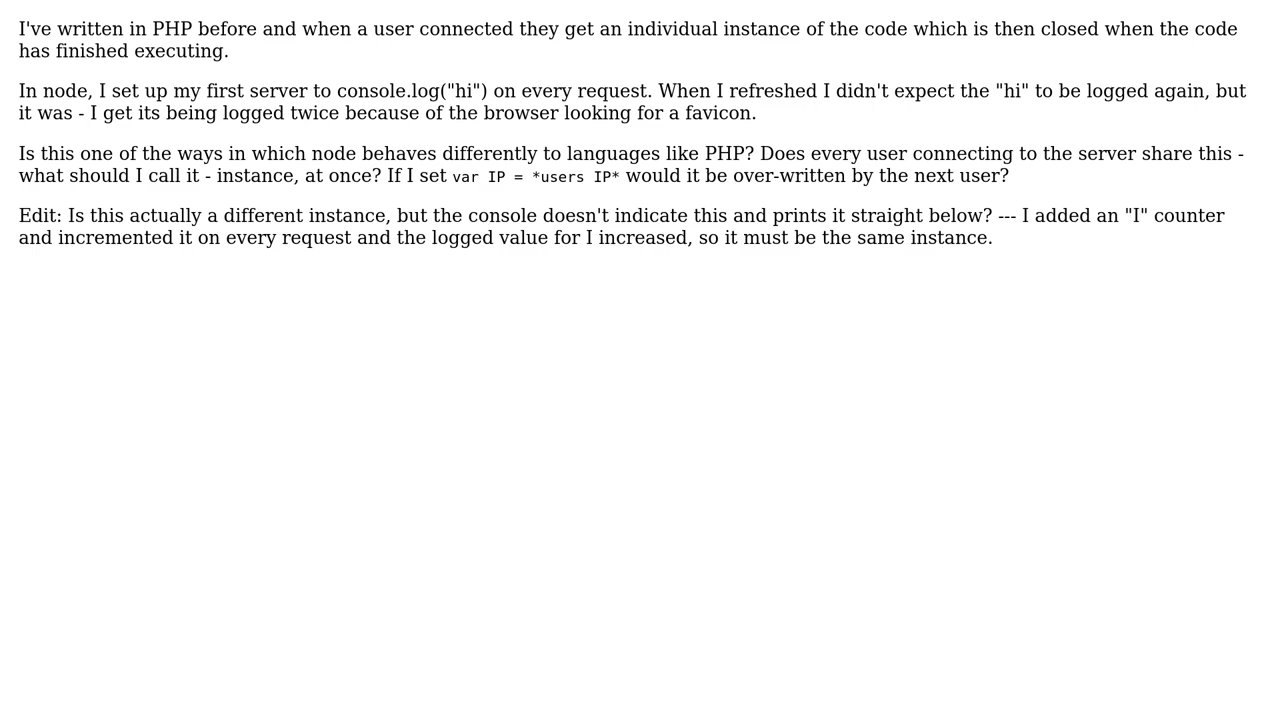 I've written in PHP before and when a user connected they get an individual instance of the code which is then closed when the code
has finished executing.
In node, I set up my first server to console.log("hi") on every request. When I refreshed I didn't expect the "hi" to be logged again, but
it was - I get its being logged twice because of the browser looking for a favicon.
Is this one of the ways in which node behaves differently to languages like PHP? Does every user connecting to the server share this -
what should I call it - instance, at once? If I set var IP = *users IP* would it be over-written by the next user?
Edit: Is this actually a different instance, but the console doesn't indicate this and prints it straight below? --- I added an "I" counter
and incremented it on every request and the logged value for I increased, so it must be the same instance.